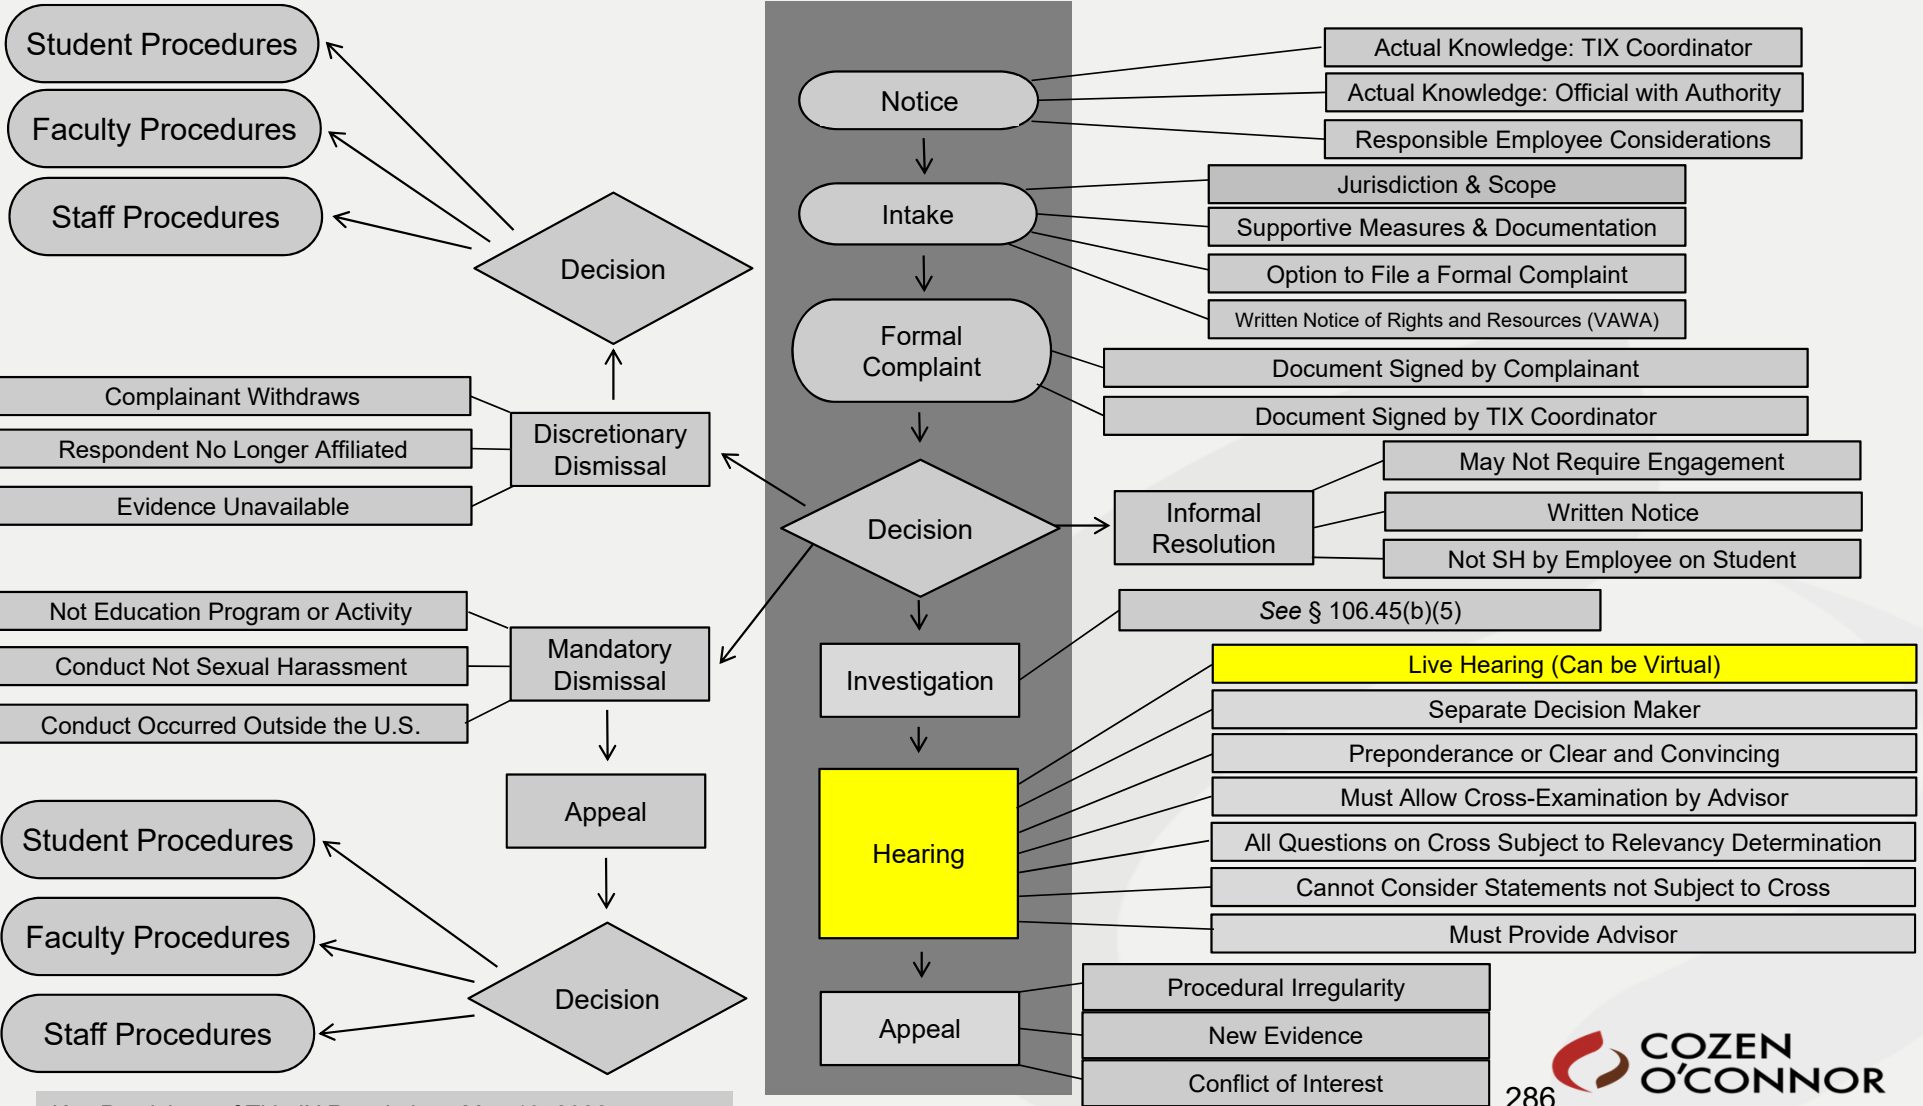 Student Procedures
Faculty Procedures
Staff Procedures
Decision
Complainant Withdraws
Respondent No Longer Affiliated
Evidence Unavailable
Discretionary
Dismissal
Not Education Program or Activity
Conduct Not Sexual Harassment
Conduct Occurred Outside the U.S.
Mandatory
Dismissal
Appeal
Student Procedures
Faculty Procedures
Staff Procedures
Decision
Notice
Actual Knowledge: TIX Coordinator
Actual Knowledge: Official with Authority
Responsible Employee Considerations
Intake
Jurisdiction & Scope
Supportive Measures & Documentation
Option to File a Formal Complaint
Written Notice of Rights and Resources (VAWA)
Formal
Complaint
Document Signed by Complainant
Document Signed by TIX Coordinator
Decision
Informal
Resolution
May Not Require Engagement
Written Notice
Not SH by Employee on Student
Investigation
See § 106.45(b)(5)
Hearing
Live Hearing (Can be Virtual)
Separate Decision Maker
Preponderance or Clear and Convincing
Must Allow Cross-Examination by Advisor
All Questions on Cross Subject to Relevancy Determination
Cannot Consider Statements not Subject to Cross
Must Provide Advisor
Appeal
Procedural Irregularity
New Evidence
Conflict of Interest
286
COZEN
O'CONNOR